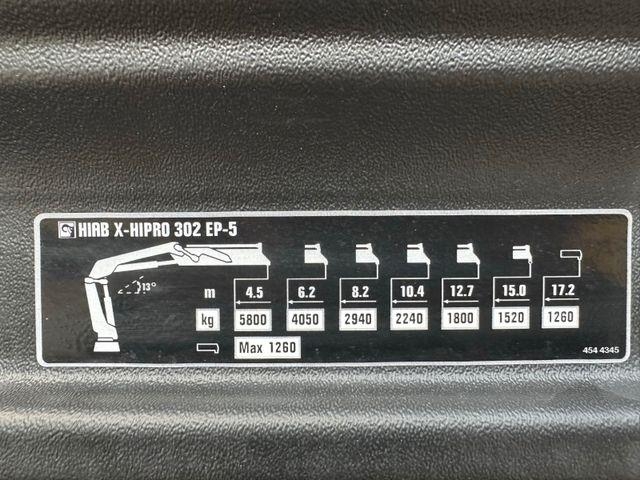 HIAB X-HIPRO 302 EP-5
13°
m 4.5 6.2 8.2 10.4 12.7 15.0 17.2
kg 5800 4050 2940 2240 1800 1520 1260
Max 1260
454 4345